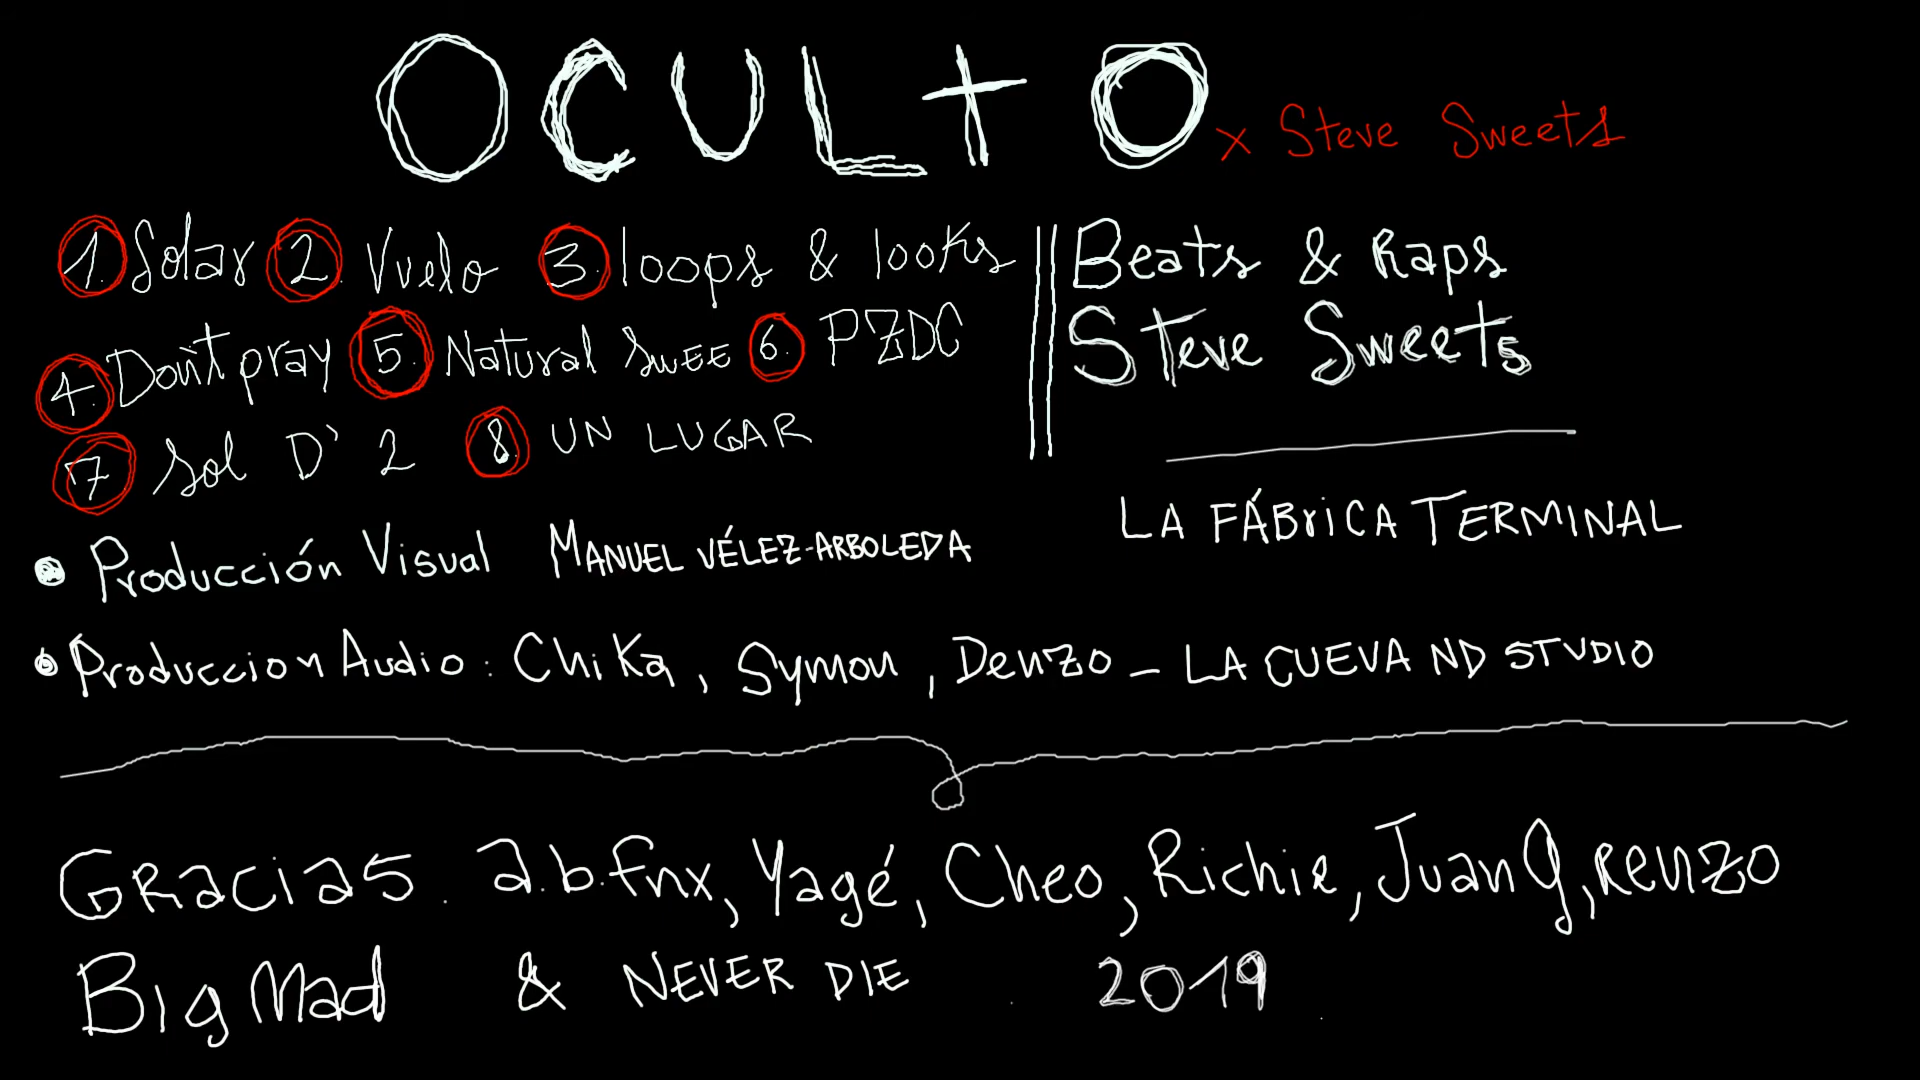 OCULTO x Steve Sweets
1. Solar 2. Vuelo 3. loops & looks
4. Don't pray 5. Natural swee 6. PZDC
7 sol D' 2 8. UN LUGAR
Beats & Raps
Steve Sweets
LA FÁBRICA TERMINAL
Producción Visual MANUEL VÉLEZ-ARBOLEDA
Produccion Audio: Chika, Symon, Denzo - LA CUEVA ND STUDIO
Gracias. a.b.fnx, Yagé, Cheo, Richie, Juan G, renzo
Big Mad & NEVER DIE 2019